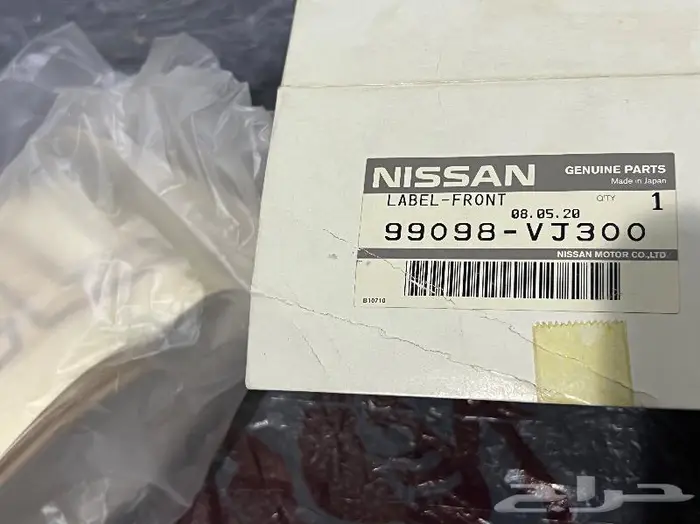 NISSAN GENUINE PARTS
Made in Japan
LABEL-FRONT Q'TY 1
08.05.20
99098-VJ300
NISSAN MOTOR CO.,LTD.
B10710
حراج